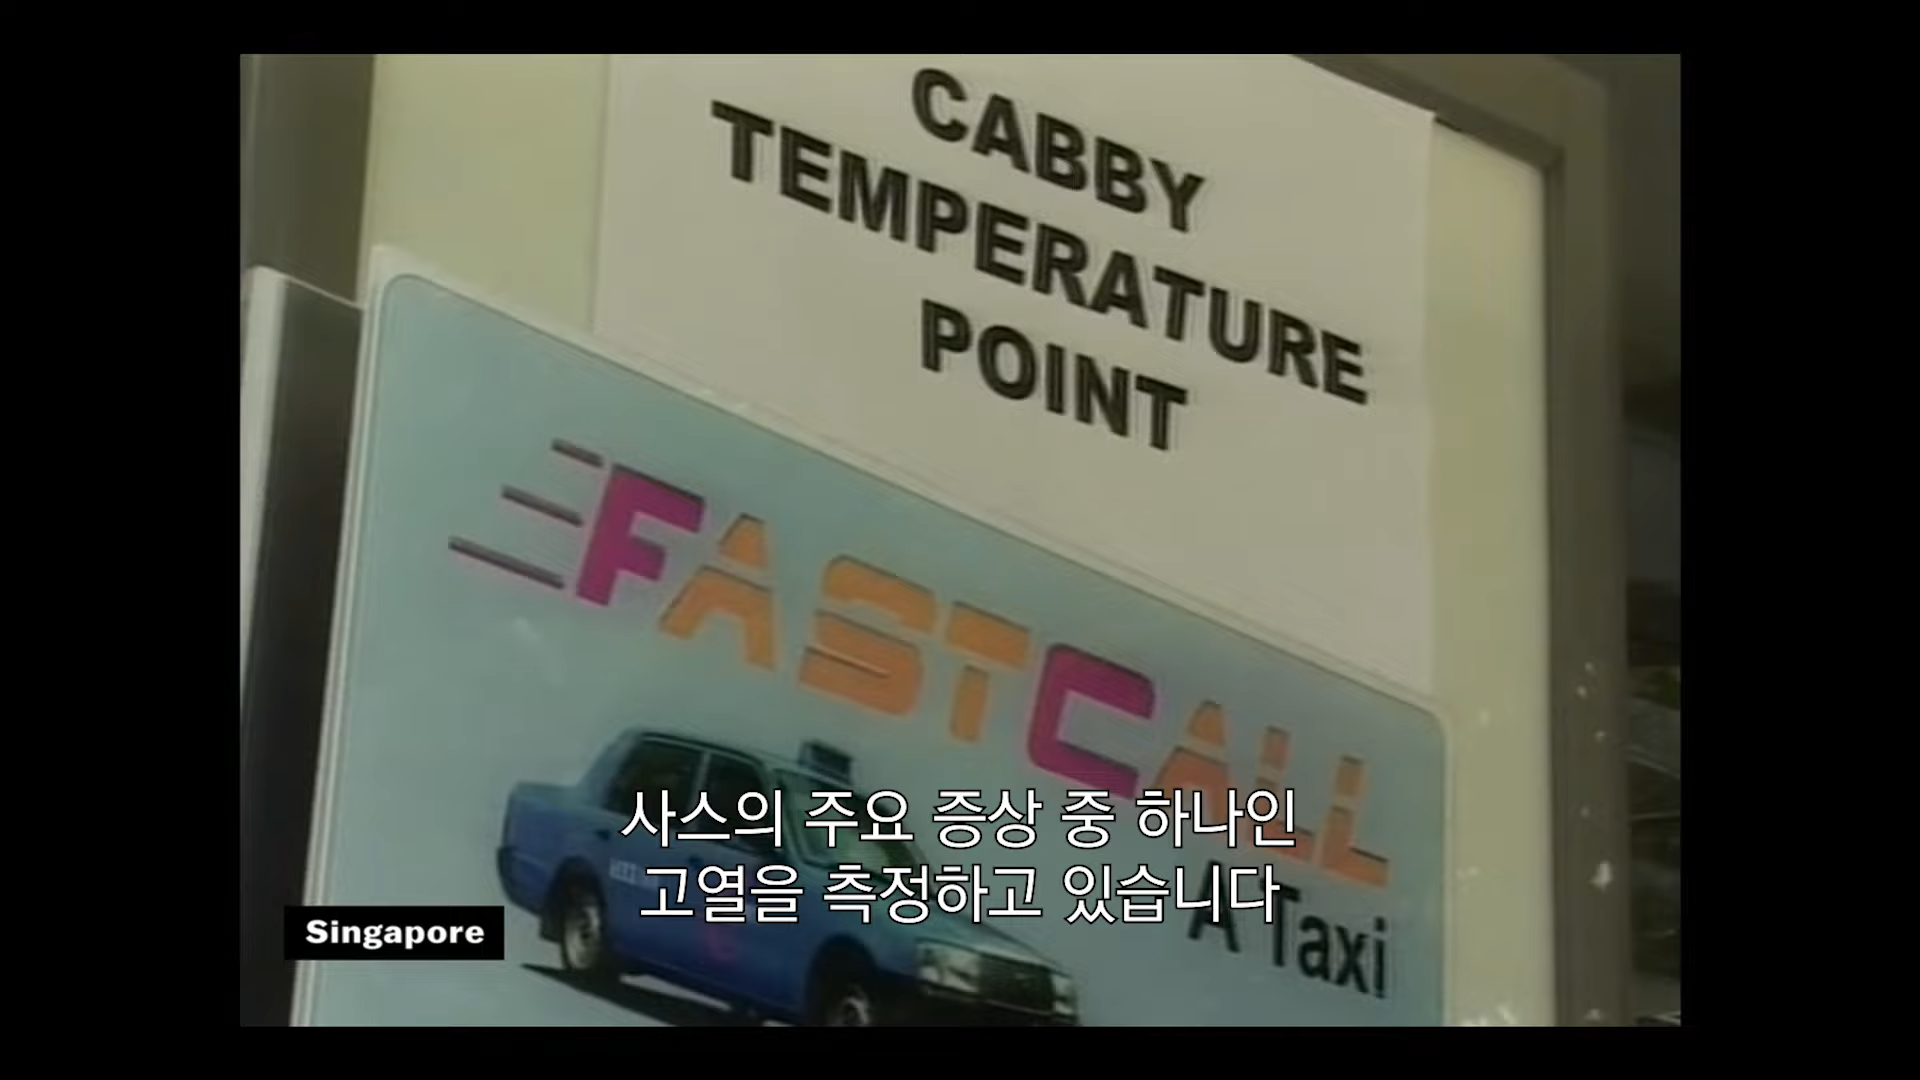 CABBY
TEMPERATURE
POINT
FASTCALL
A Taxi
사스의 주요 증상 중 하나인
고열을 측정하고 있습니다
Singapore